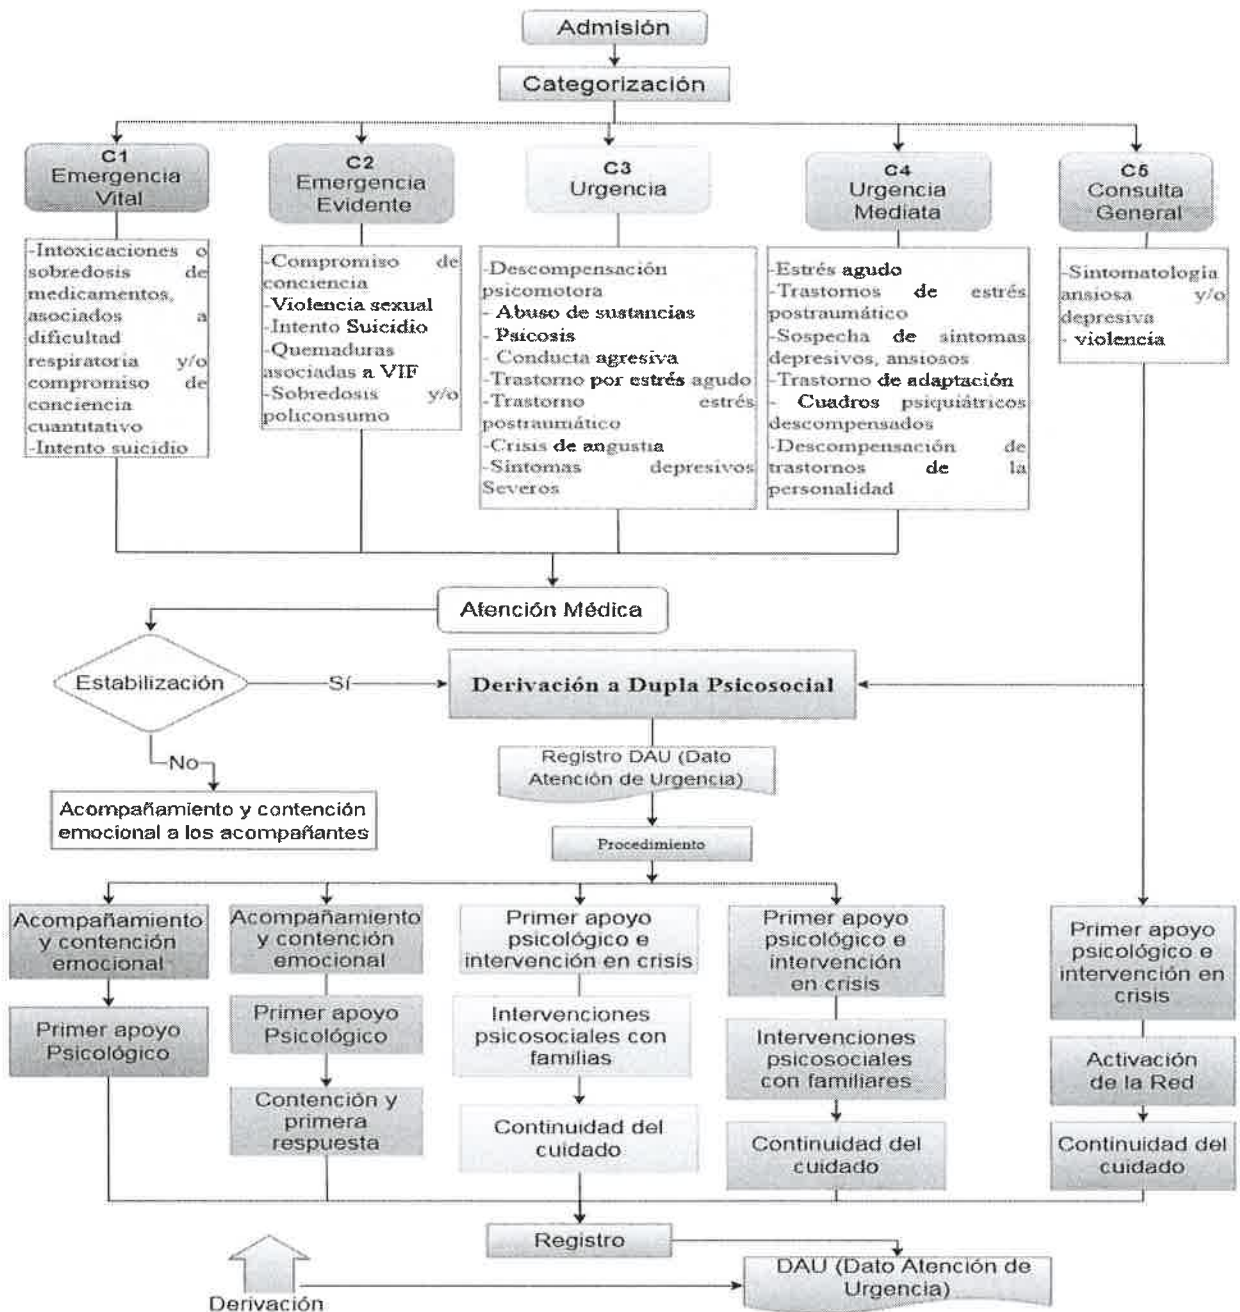 Admisión
Categorización
C1
Emergencia
Vital
C2
Emergencia
Evidente
C3
Urgencia
C4
Urgencia
Mediata
C5
Consulta
General
-Intoxicaciones o
sobredosis de
medicamentos,
asociados a
dificultad
respiratoria y/o
compromiso de
conciencia
cuantitativo
-Intento suicidio
-Compromiso de
conciencia
-Violencia sexual
-Intento Suicidio
-Quemaduras
asociadas a VIF
-Sobredosis y/o
policonsumo
-Descompensación
psicomotora
- Abuso de sustancias
- Psicosis
- Conducta agresiva
-Trastorno por estrés agudo
-Trastorno estrés
postraumático
-Crisis de angustia
-Síntomas depresivos
Severos
-Estrés agudo
-Trastornos de estrés
postraumático
-Sospecha de síntomas
depresivos, ansiosos
-Trastorno de adaptación
- Cuadros psiquiátricos
descompensados
-Descompensación de
trastornos de la
personalidad
-Sintomatología
ansiosa y/o
depresiva
- violencia
Atención Médica
Estabilización
Sí
Derivación a Dupla Psicosocial
No
Registro DAU (Dato
Atención de Urgencia)
Acompañamiento y contención
emocional a los acompañantes
Procedimiento
Acompañamiento
y contención
emocional
Primer apoyo
Psicológico
Acompañamiento
y contención
emocional
Primer apoyo
Psicológico
Contención y
primera
respuesta
Primer apoyo
psicológico e
intervención en crisis
Intervenciones
psicosociales con
familias
Continuidad del
cuidado
Primer apoyo
psicológico e
intervención
en crisis
Intervenciones
psicosociales
con familiares
Continuidad del
cuidado
Primer apoyo
psicológico e
intervención en
crisis
Activación
de la Red
Continuidad del
cuidado
Registro
DAU (Dato Atención de
Urgencia)
Derivación